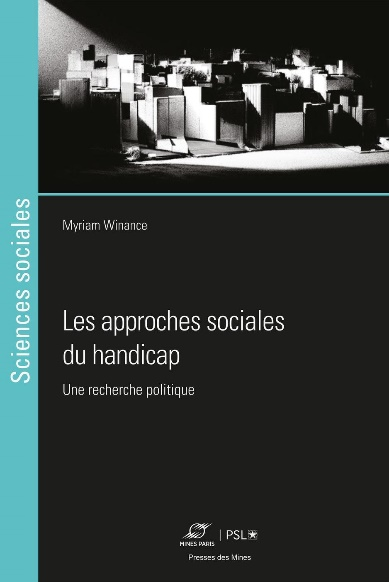 Sciences sociales
Myriam Winance
Les approches sociales
du handicap
Une recherche politique
MINES PARIS
PSL
Presses des Mines